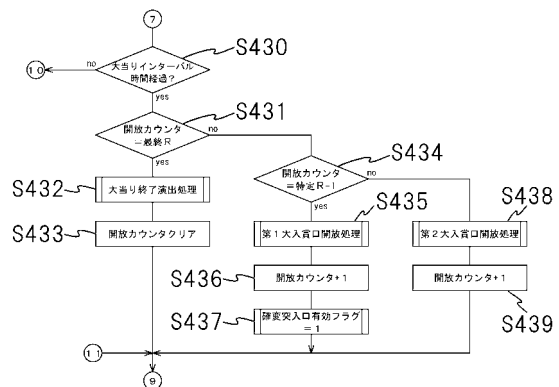 7
大当りインターバル
時間経過?
S430
no
10
yes
開放カウンタ
=最終R
S431
no
yes
開放カウンタ
=特定R-1
S434
no
yes
S432
大当り終了演出処理
S433
開放カウンタクリア
第1大入賞口開放処理
S435
第2大入賞口開放処理
S438
S436
開放カウンタ+1
開放カウンタ+1
S439
S437
確変突入口有効フラグ
=1
11
9